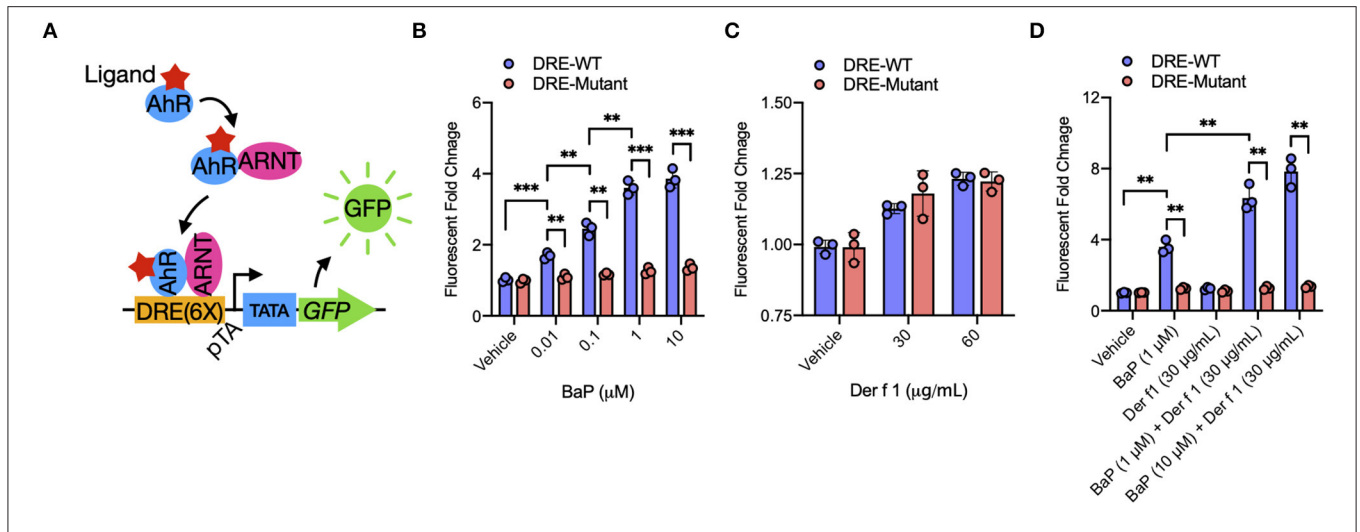 A
Ligand
AhR
AhR
ARNT
GFP
AhR
ARNT
DRE(6X)
pTA
TATA
GFP
B
DRE-WT
DRE-Mutant
Fluorescent Fold Chnage
6
4
2
0
***
**
**
**
**
***
***
Vehicle
0.01
0.1
1
10
BaP (μM)
C
DRE-WT
DRE-Mutant
Fluorescent Fold Chnage
1.50
1.25
1.00
0.75
Vehicle
30
60
Der f 1 (μg/mL)
D
DRE-WT
DRE-Mutant
Fluorescent Fold Chnage
12
8
4
0
**
**
**
**
**
Vehicle
BaP (1 μM)
Der f1 (30 μg/mL)
BaP (1 μM) + Der f 1 (30 μg/mL)
BaP (10 μM) + Der f 1 (30 μg/mL)